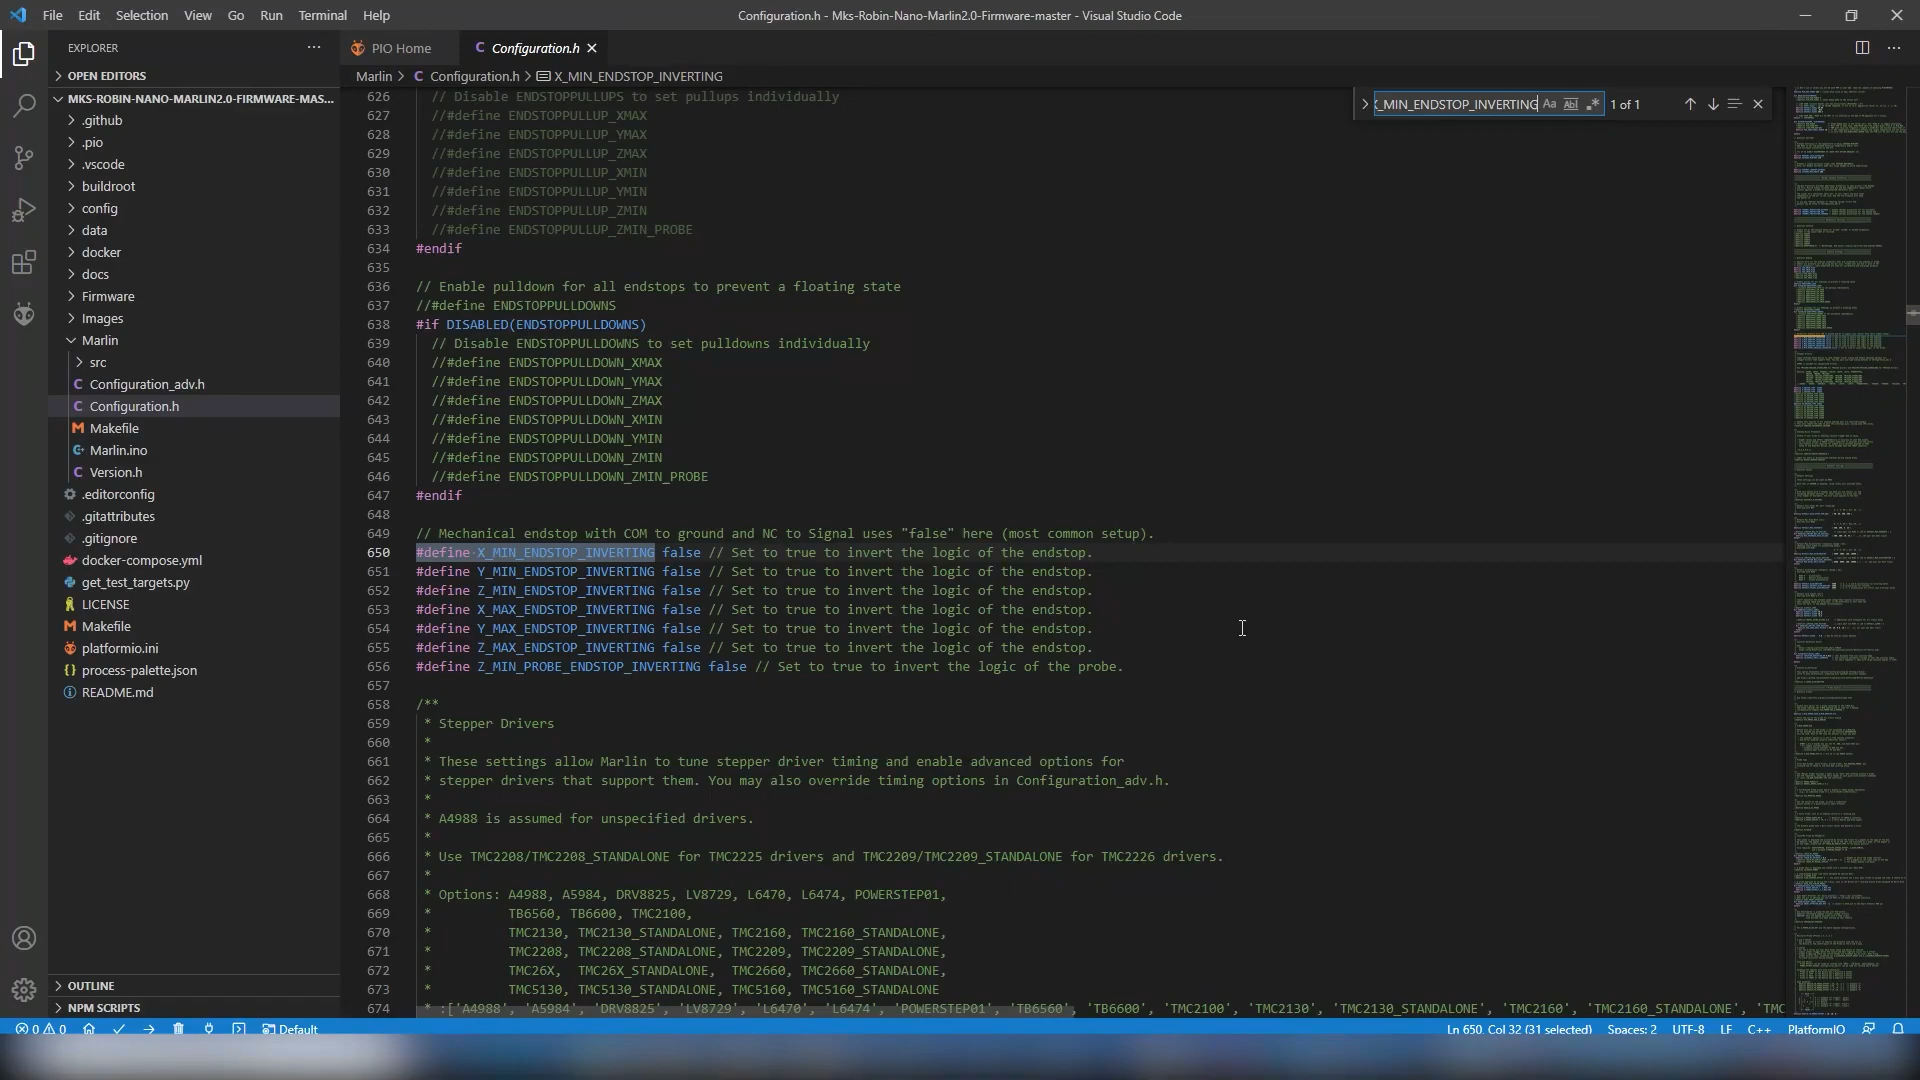 File Edit Selection View Go Run Terminal Help
Configuration.h - Mks-Robin-Nano-Marlin2.0-Firmware-master - Visual Studio Code
EXPLORER
OPEN EDITORS
MKS-ROBIN-NANO-MARLIN2.0-FIRMWARE-MAS...
.github
.pio
.vscode
buildroot
config
data
docker
docs
Firmware
Images
Marlin
src
C Configuration_adv.h
C Configuration.h
M Makefile
Marlin.ino
C Version.h
.editorconfig
.gitattributes
.gitignore
docker-compose.yml
get_test_targets.py
LICENSE
M Makefile
platformio.ini
{} process-palette.json
README.md
OUTLINE
NPM SCRIPTS
PIO Home
C Configuration.h
Marlin > C Configuration.h > X_MIN_ENDSTOP_INVERTING
_MIN_ENDSTOP_INVERTING Aa Abl .* 1 of 1
626 // Disable ENDSTOPPULLUPS to set pullups individually
627 //#define ENDSTOPPULLUP_XMAX
628 //#define ENDSTOPPULLUP_YMAX
629 //#define ENDSTOPPULLUP_ZMAX
630 //#define ENDSTOPPULLUP_XMIN
631 //#define ENDSTOPPULLUP_YMIN
632 //#define ENDSTOPPULLUP_ZMIN
633 //#define ENDSTOPPULLUP_ZMIN_PROBE
634 #endif
635
636 // Enable pulldown for all endstops to prevent a floating state
637 //#define ENDSTOPPULLDOWNS
638 #if DISABLED(ENDSTOPPULLDOWNS)
639 // Disable ENDSTOPPULLDOWNS to set pulldowns individually
640 //#define ENDSTOPPULLDOWN_XMAX
641 //#define ENDSTOPPULLDOWN_YMAX
642 //#define ENDSTOPPULLDOWN_ZMAX
643 //#define ENDSTOPPULLDOWN_XMIN
644 //#define ENDSTOPPULLDOWN_YMIN
645 //#define ENDSTOPPULLDOWN_ZMIN
646 //#define ENDSTOPPULLDOWN_ZMIN_PROBE
647 #endif
648
649 // Mechanical endstop with COM to ground and NC to Signal uses "false" here (most common setup).
650 #define X_MIN_ENDSTOP_INVERTING false // Set to true to invert the logic of the endstop.
651 #define Y_MIN_ENDSTOP_INVERTING false // Set to true to invert the logic of the endstop.
652 #define Z_MIN_ENDSTOP_INVERTING false // Set to true to invert the logic of the endstop.
653 #define X_MAX_ENDSTOP_INVERTING false // Set to true to invert the logic of the endstop.
654 #define Y_MAX_ENDSTOP_INVERTING false // Set to true to invert the logic of the endstop.
655 #define Z_MAX_ENDSTOP_INVERTING false // Set to true to invert the logic of the endstop.
656 #define Z_MIN_PROBE_ENDSTOP_INVERTING false // Set to true to invert the logic of the probe.
657
658 /**
659 * Stepper Drivers
660 *
661 * These settings allow Marlin to tune stepper driver timing and enable advanced options for
662 * stepper drivers that support them. You may also override timing options in Configuration_adv.h.
663 *
664 * A4988 is assumed for unspecified drivers.
665 *
666 * Use TMC2208/TMC2208_STANDALONE for TMC2225 drivers and TMC2209/TMC2209_STANDALONE for TMC2226 drivers.
667 *
668 * Options: A4988, A5984, DRV8825, LV8729, L6470, L6474, POWERSTEP01,
669 * TB6560, TB6600, TMC2100,
670 * TMC2130, TMC2130_STANDALONE, TMC2160, TMC2160_STANDALONE,
671 * TMC2208, TMC2208_STANDALONE, TMC2209, TMC2209_STANDALONE,
672 * TMC26X, TMC26X_STANDALONE, TMC2660, TMC2660_STANDALONE,
673 * TMC5130, TMC5130_STANDALONE, TMC5160, TMC5160_STANDALONE
674 * :['A4988', 'A5984', 'DRV8825', 'LV8729', 'L6470', 'L6474', 'POWERSTEP01', 'TB6560', 'TB6600', 'TMC2100', 'TMC2130', 'TMC2130_STANDALONE', 'TMC2160', 'TMC2160_STANDALONE', 'TMC
0 0 Default
Ln 650, Col 32 (31 selected) Spaces: 2 UTF-8 LF C++ PlatformIO